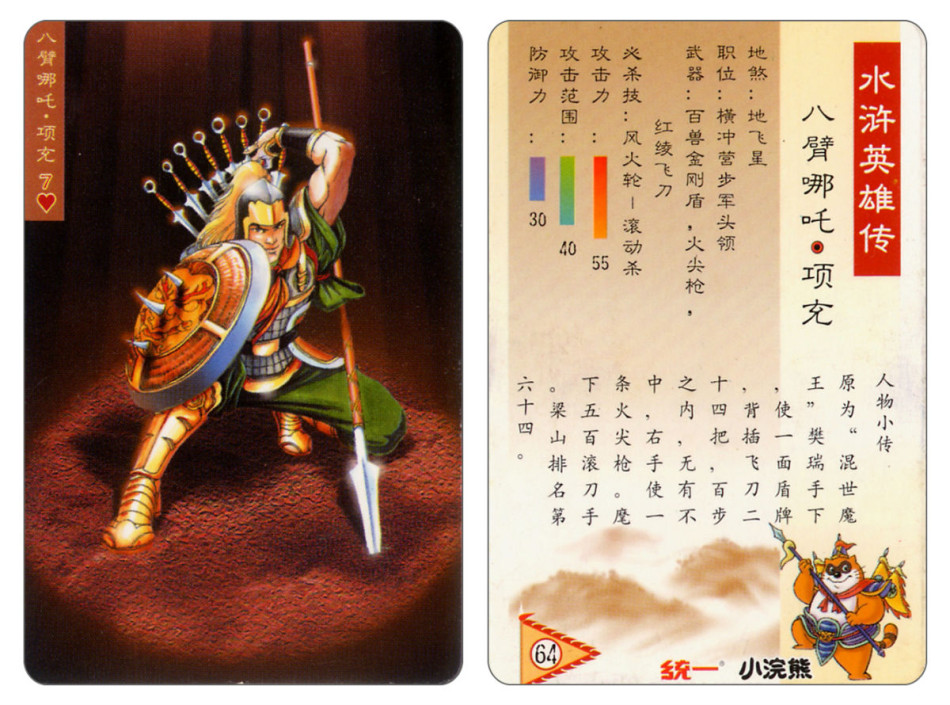 八臂哪吒·项充
7
水浒英雄传
八臂哪吒·项充
地煞：地飞星
职位：横冲营步军头领
武器：百兽金刚盾，火尖枪，
红绫飞刀
必杀技：风火轮－滚动杀
攻击力：
55
攻击范围：
40
防御力：
30
人物小传
原为“混世魔
王”樊瑞手下
，使一面盾牌
，背插飞刀二
十四把，百步
之内，无有不
中，右手使一
条火尖枪。麾
下五百滚刀手
。梁山排名第
六十四。
64
统一®小浣熊